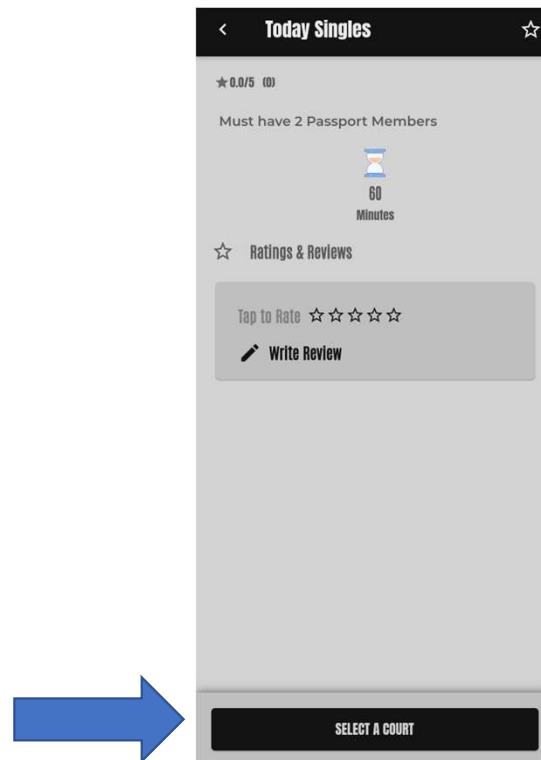 Today Singles
0.0/5 (0)
Must have 2 Passport Members
60
Minutes
Ratings & Reviews
Tap to Rate
Write Review
SELECT A COURT